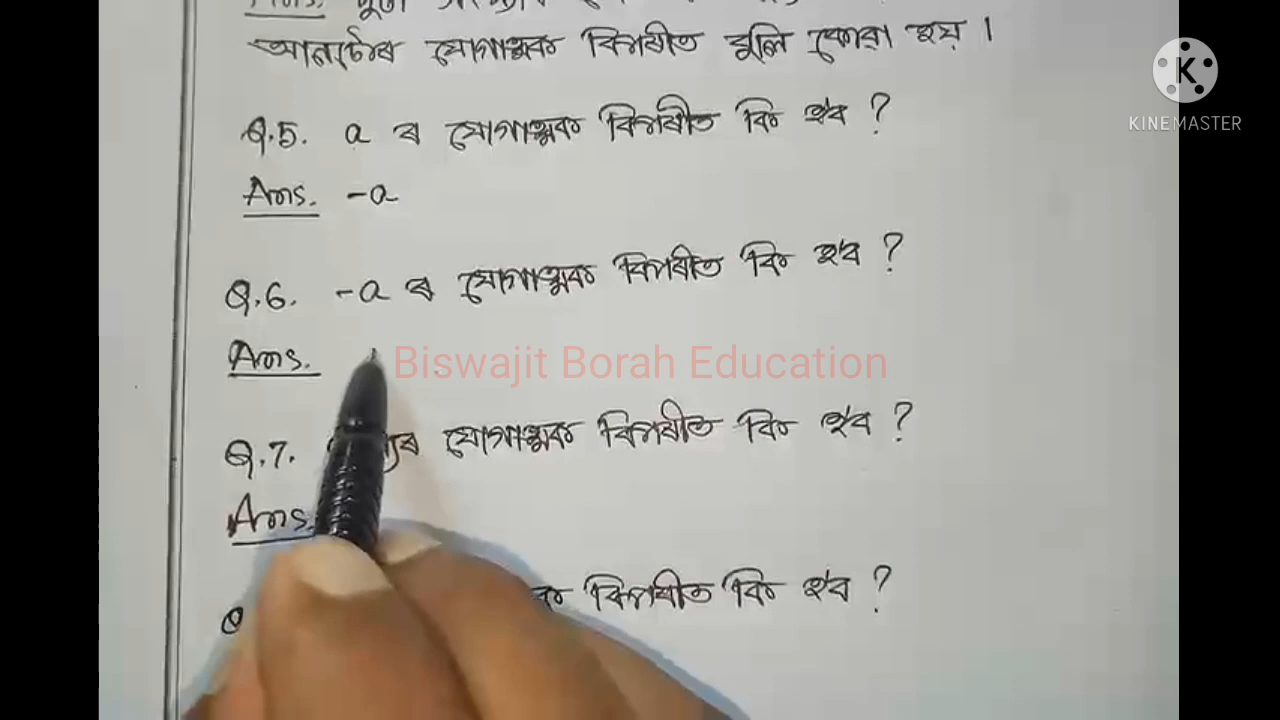 Ans.
আনটোৰ যোগাত্মক বিপৰীত বুলি কোৱা হয় ।
K
KINEMASTER
Q.5. a ৰ যোগাত্মক বিপৰীত কি হ'ব ?
Ans. -a
Q.6. -a ৰ যোগাত্মক বিপৰীত কি হ'ব ?
Ans.
Biswajit Borah Education
Q.7. যোগাত্মক বিপৰীত কি হ'ব ?
Ans.
Q বিপৰীত কি হ'ব ?